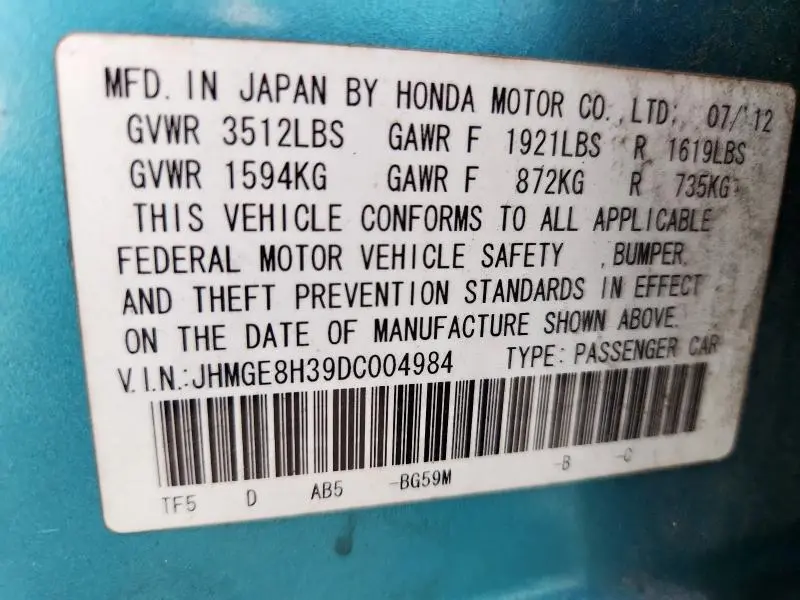 MFD. IN JAPAN BY HONDA MOTOR CO., LTD; 07/'12
GVWR 3512LBS GAWR F 1921LBS R 1619LBS
GVWR 1594KG GAWR F 872KG R 735KG
THIS VEHICLE CONFORMS TO ALL APPLICABLE
FEDERAL MOTOR VEHICLE SAFETY , BUMPER,
AND THEFT PREVENTION STANDARDS IN EFFECT
ON THE DATE OF MANUFACTURE SHOWN ABOVE.
V.I.N.:JHMGE8H39DC004984 TYPE: PASSENGER CAR
TF5 D AB5 -BG59M -B -C